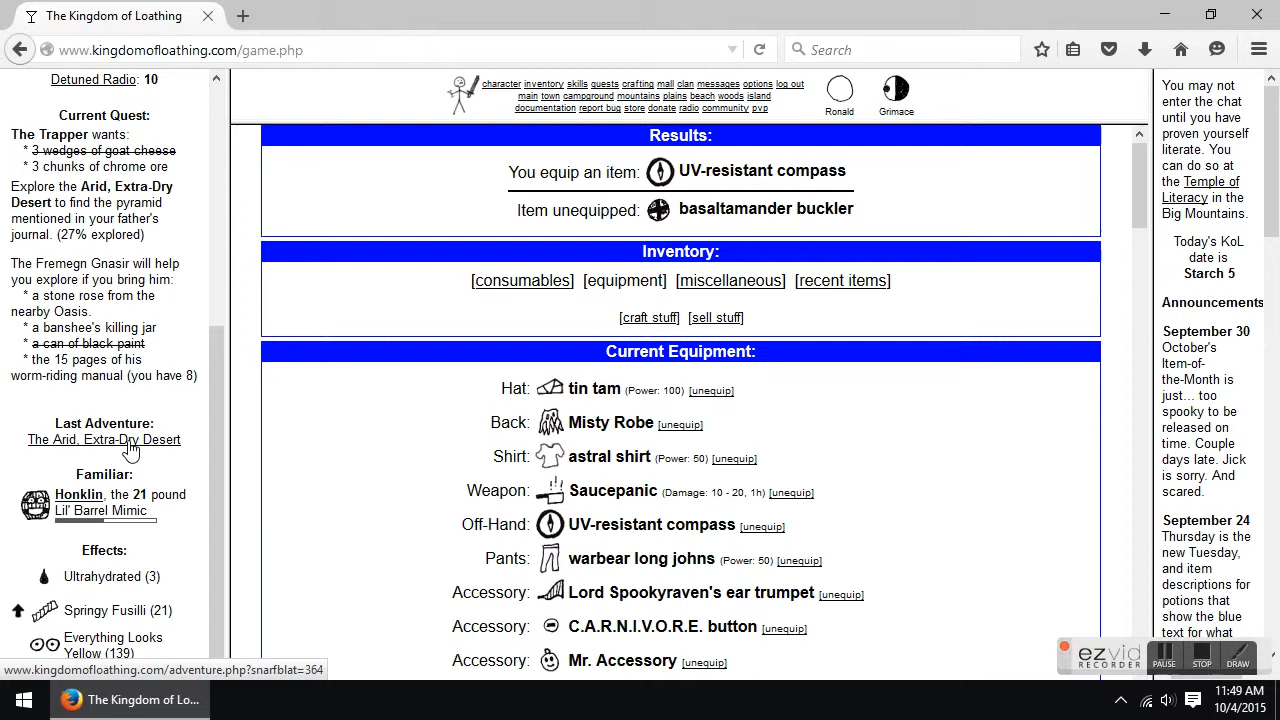 The Kingdom of Loathing
www.kingdomofloathing.com/game.php
Search
Detuned Radio: 10
Current Quest:
The Trapper wants:
* 3 wedges of goat cheese
* 3 chunks of chrome ore
Explore the Arid, Extra-Dry
Desert to find the pyramid
mentioned in your father's
journal. (27% explored)
The Fremegn Gnasir will help
you explore if you bring him:
* a stone rose from the
nearby Oasis.
* a banshee's killing jar
* a can of black paint
* the 15 pages of his
worm-riding manual (you have 8)
Last Adventure:
The Arid, Extra-Dry Desert
Familiar:
Honklin, the 21 pound
Lil' Barrel Mimic
Effects:
Ultrahydrated (3)
Springy Fusilli (21)
Everything Looks
Yellow (139)
www.kingdomofloathing.com/adventure.php?snarfblat=364
character inventory skills quests crafting mall clan messages options log out
main town campground mountains plains beach woods island
documentation report bug store donate radio community pvp
Ronald
Grimace
Results:
You equip an item: UV-resistant compass
Item unequipped: basaltamander buckler
Inventory:
[consumables] [equipment] [miscellaneous] [recent items]
[craft stuff] [sell stuff]
Current Equipment:
Hat: tin tam (Power: 100) [unequip]
Back: Misty Robe [unequip]
Shirt: astral shirt (Power: 50) [unequip]
Weapon: Saucepanic (Damage: 10 - 20, 1h) [unequip]
Off-Hand: UV-resistant compass [unequip]
Pants: warbear long johns (Power: 50) [unequip]
Accessory: Lord Spookyraven's ear trumpet [unequip]
Accessory: C.A.R.N.I.V.O.R.E. button [unequip]
Accessory: Mr. Accessory [unequip]
You may not
enter the chat
until you have
proven yourself
literate. You
can do so at
the Temple of
Literacy in the
Big Mountains.
Today's KoL
date is
Starch 5
Announcements
September 30
October's
Item-of-
the-Month is
just... too
spooky to be
released on
time. Couple
days late. Jick
is sorry. And
scared.
September 24
Thursday is the
new Tuesday,
and item
descriptions for
potions that
show the blue
text for what
ezvid
RECORDER
PAUSE
STOP
DRAW
The Kingdom of Lo...
11:49 AM
10/4/2015